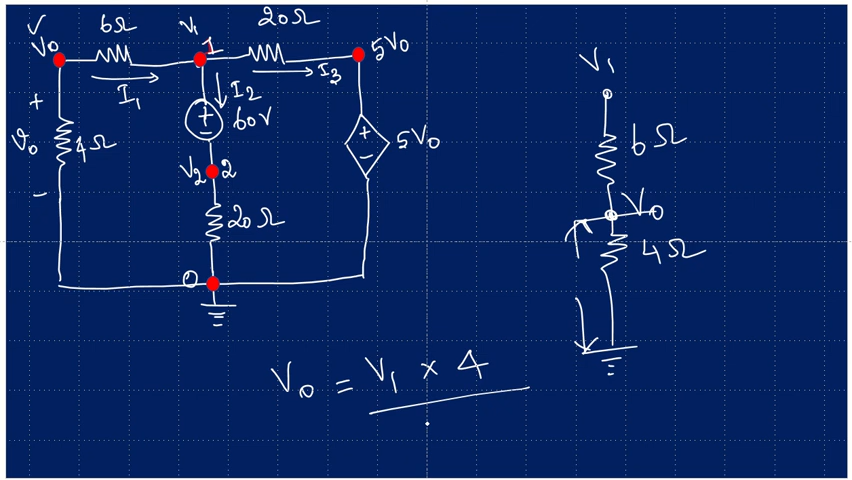 6Ω
V₁
20Ω
V₀
1
5V₀
I₁
I₂
I₃
+
V₀
4Ω
-
+
-
60V
+
-
5V₀
V₂
2
20Ω
0
V₁
6Ω
V₀
4Ω
V₀ = V₁ × 4